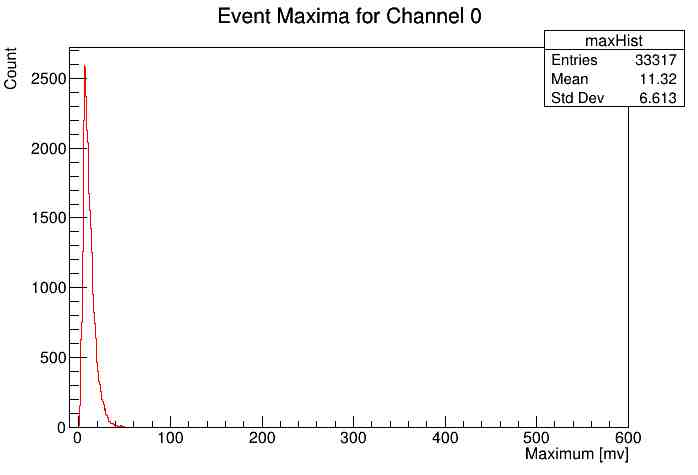 Event Maxima for Channel 0
maxHist
Entries 33317
Mean 11.32
Std Dev 6.613
Count
2500
2000
1500
1000
500
0
0 100 200 300 400 500 600
Maximum [mv]